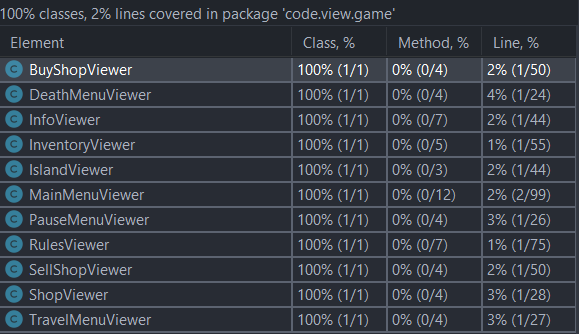 100% classes, 2% lines covered in package 'code.view.game'
Element Class, % Method, % Line, %
C BuyShopViewer 100% (1/1) 0% (0/4) 2% (1/50)
C DeathMenuViewer 100% (1/1) 0% (0/4) 4% (1/24)
C InfoViewer 100% (1/1) 0% (0/7) 2% (1/44)
C InventoryViewer 100% (1/1) 0% (0/5) 1% (1/55)
C IslandViewer 100% (1/1) 0% (0/3) 2% (1/44)
C MainMenuViewer 100% (1/1) 0% (0/12) 2% (2/99)
C PauseMenuViewer 100% (1/1) 0% (0/4) 3% (1/26)
C RulesViewer 100% (1/1) 0% (0/7) 1% (1/75)
C SellShopViewer 100% (1/1) 0% (0/4) 2% (1/50)
C ShopViewer 100% (1/1) 0% (0/4) 3% (1/28)
C TravelMenuViewer 100% (1/1) 0% (0/4) 3% (1/27)